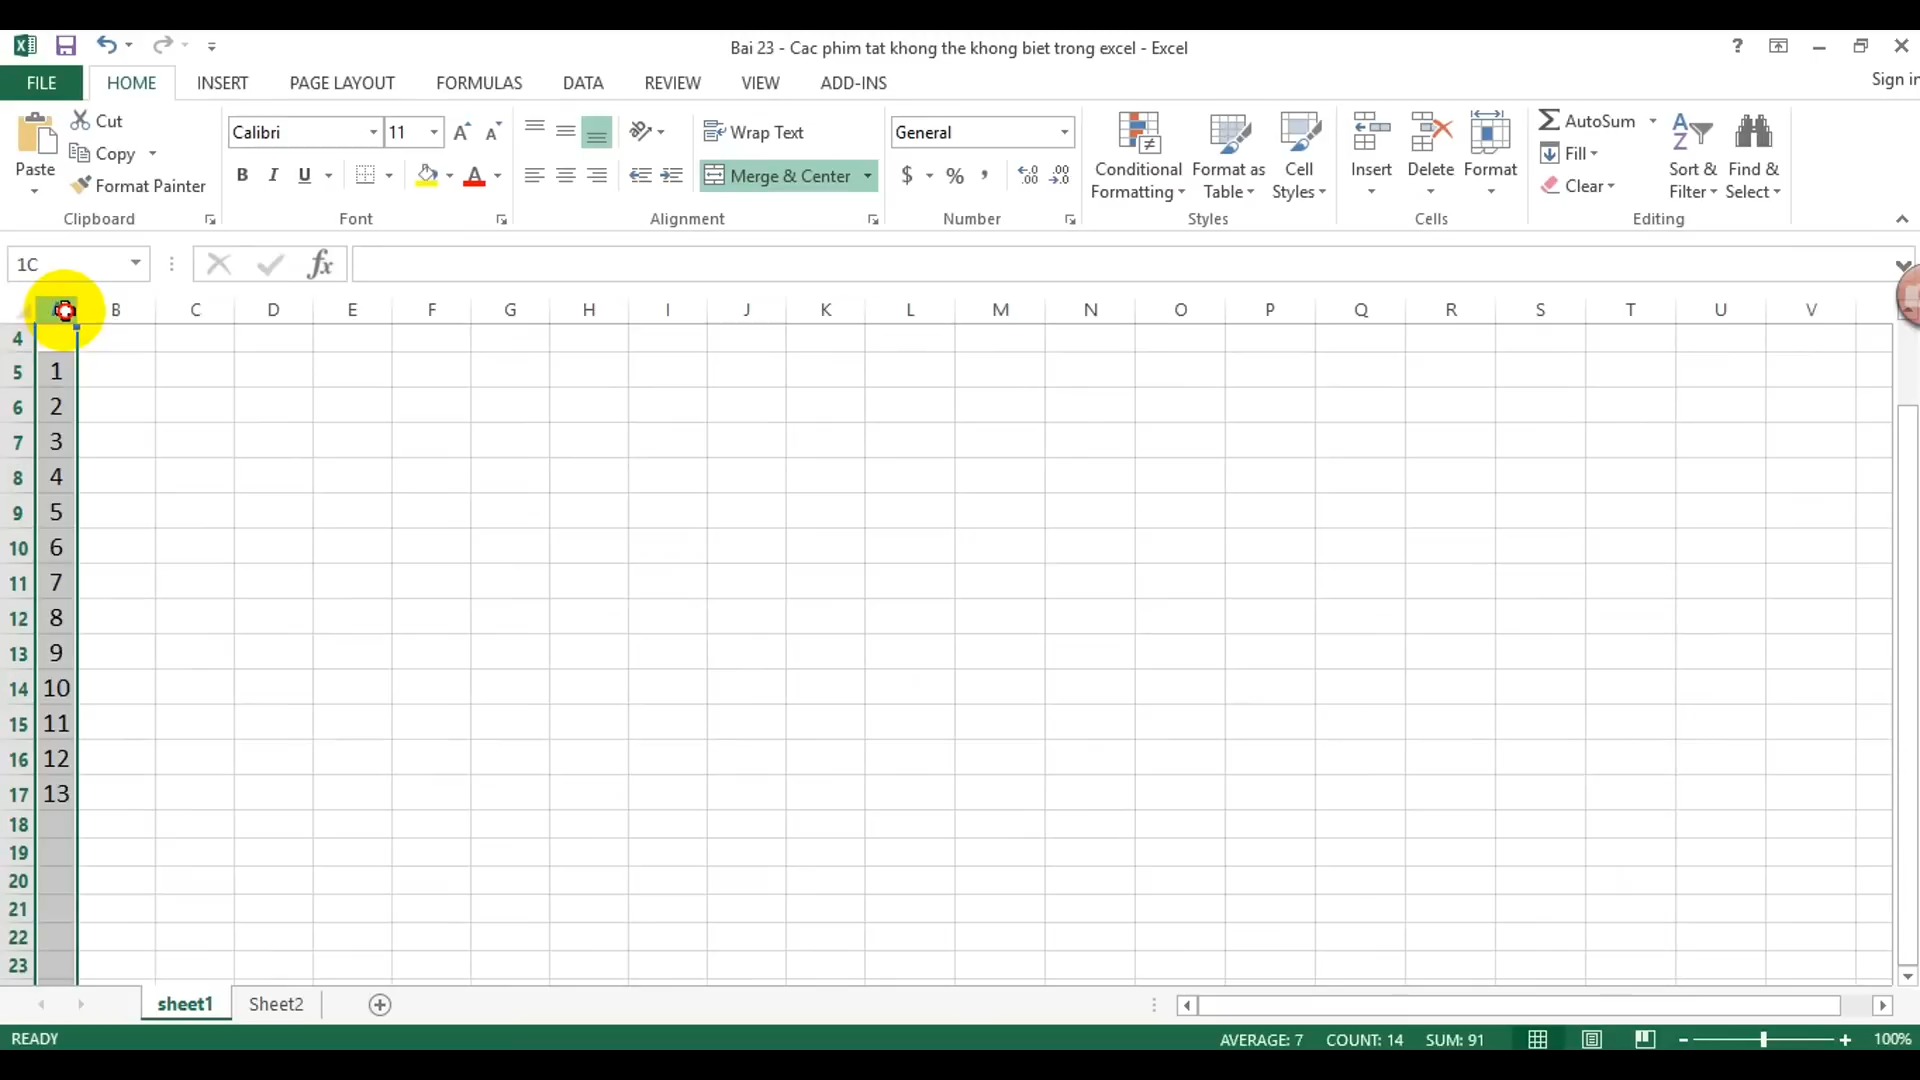 Bai 23 - Cac phim tat khong the khong biet trong excel - Excel
?
Sign in
FILE HOME INSERT PAGE LAYOUT FORMULAS DATA REVIEW VIEW ADD-INS
Paste
Cut
Copy
Format Painter
Clipboard
Calibri 11
B I U
Font
Wrap Text
Merge & Center
Alignment
General
$ % ,
Number
Conditional Formatting
Format as Table
Cell Styles
Styles
Insert Delete Format
Cells
AutoSum
Fill
Clear
Sort & Filter
Find & Select
Editing
1C
fx
B C D E F G H I J K L M N O P Q R S T U V
4
5 1
6 2
7 3
8 4
9 5
10 6
11 7
12 8
13 9
14 10
15 11
16 12
17 13
18
19
20
21
22
23
sheet1 Sheet2
READY
AVERAGE: 7 COUNT: 14 SUM: 91
100%